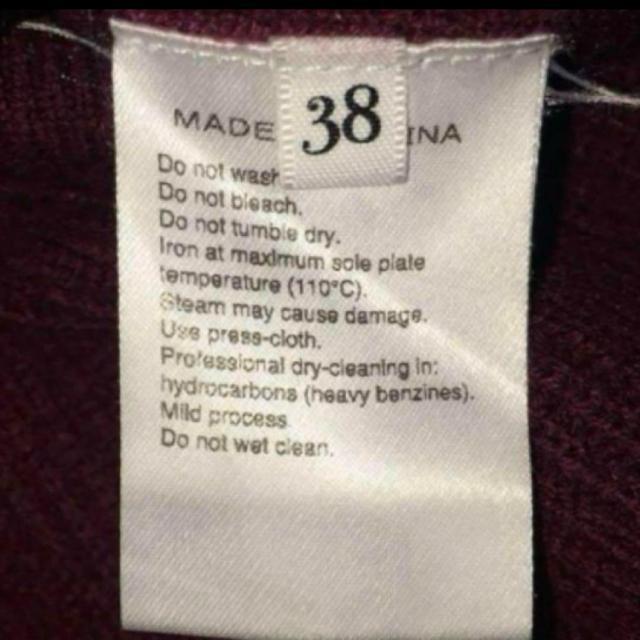 38
MADE INA
Do not wash
Do not bleach.
Do not tumble dry.
Iron at maximum sole plate
temperature (110°C).
Steam may cause damage.
Use press-cloth.
Professional dry-cleaning in:
hydrocarbons (heavy benzines).
Mild process
Do not wet clean.